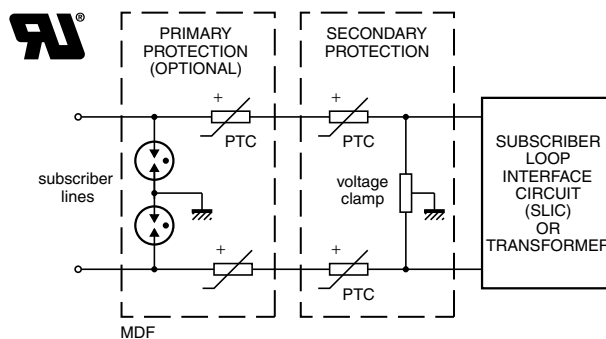 PRIMARY
PROTECTION
(OPTIONAL)
SECONDARY
PROTECTION
+
PTC
+
PTC
subscriber
lines
voltage
clamp
SUBSCRIBER
LOOP
INTERFACE
CIRCUIT
(SLIC)
OR
TRANSFORMER
+
PTC
+
PTC
MDF